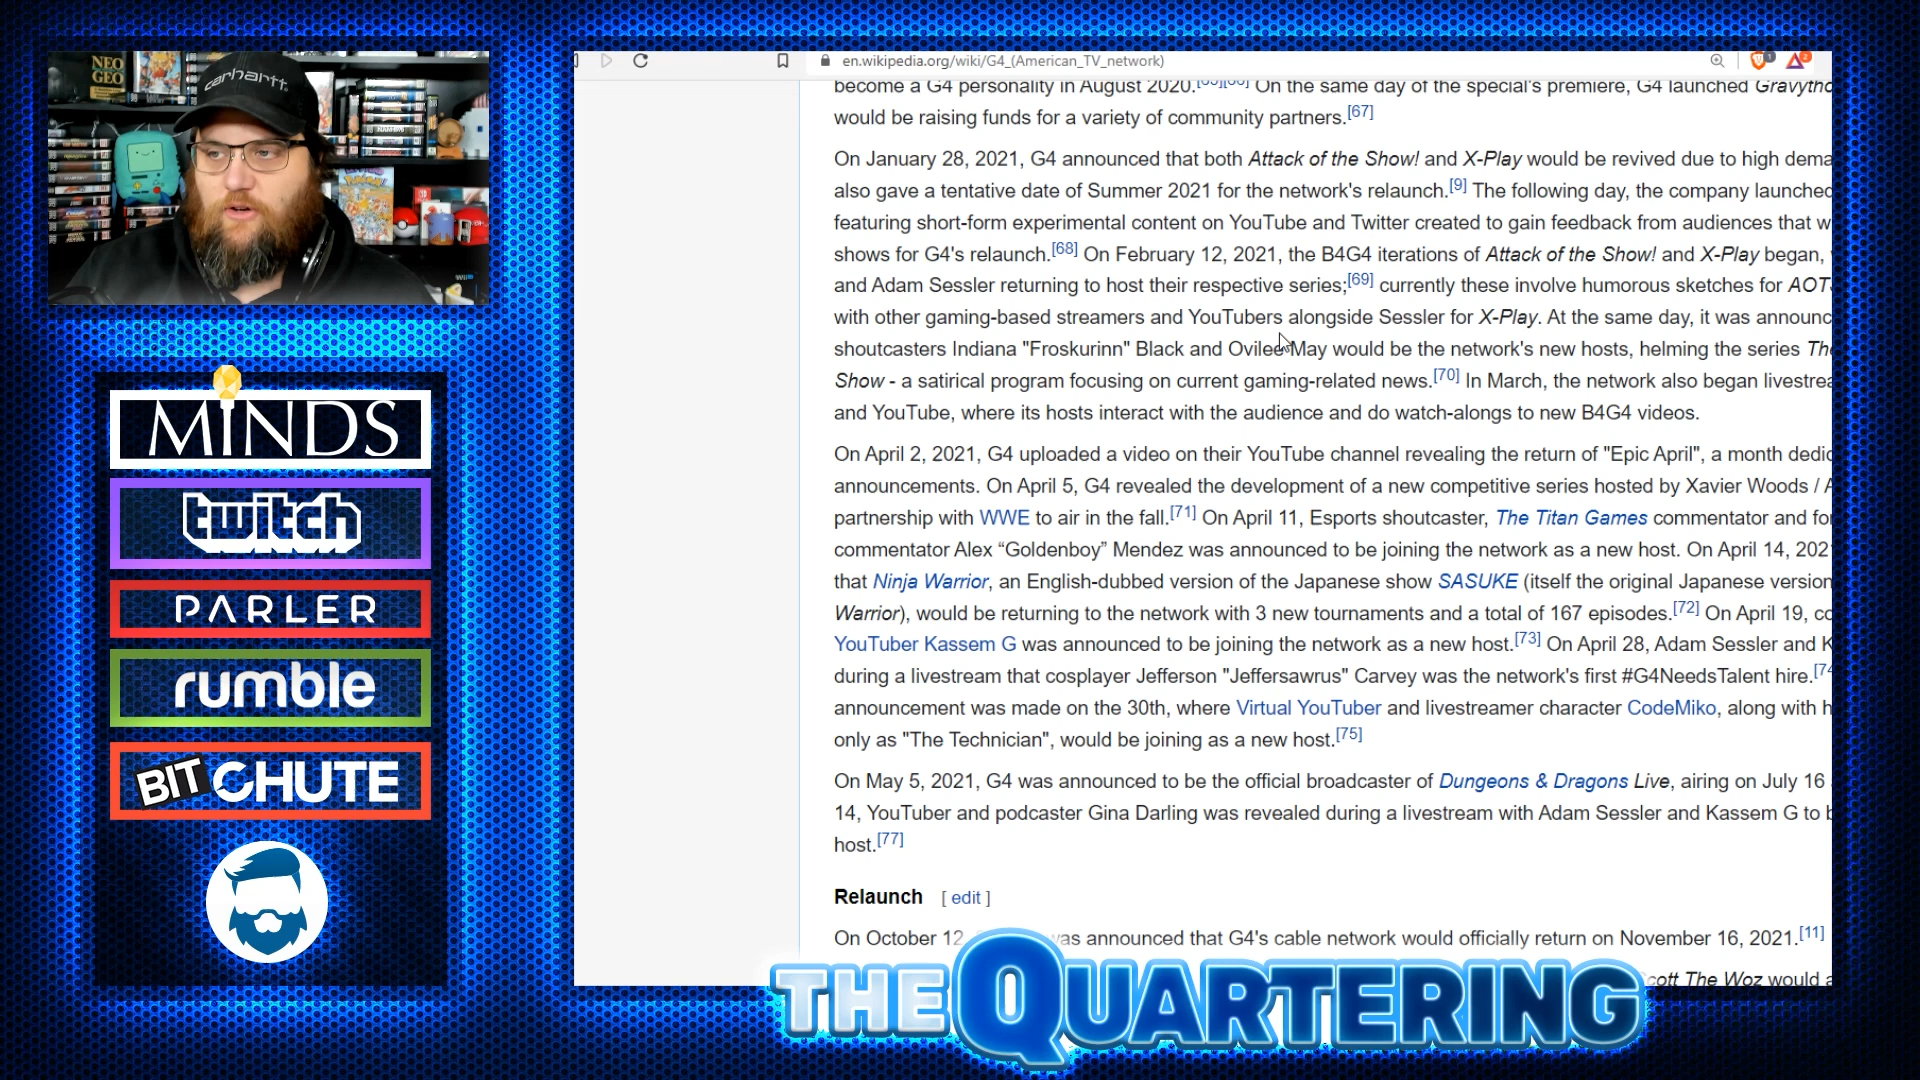 NEO
GEO
carhartt
MINDS
twitch
PARLER
rumble
BITCHUTE
en.wikipedia.org/wiki/G4_(American_TV_network)
become a G4 personality in August 2020. On the same day of the special's premiere, G4 launched
would be raising funds for a variety of community partners.[67]
On January 28, 2021, G4 announced that both Attack of the Show! and X-Play would be revived due to high
also gave a tentative date of Summer 2021 for the network's relaunch.[9] The following day, the company launched
featuring short-form experimental content on YouTube and Twitter created to gain feedback from audiences that
shows for G4's relaunch.[68] On February 12, 2021, the B4G4 iterations of Attack of the Show! and X-Play began,
and Adam Sessler returning to host their respective series;[69] currently these involve humorous sketches for
with other gaming-based streamers and YouTubers alongside Sessler for X-Play. At the same day, it was
shoutcasters Indiana "Froskurinn" Black and Ovilee May would be the network's new hosts, helming the series
Show - a satirical program focusing on current gaming-related news.[70] In March, the network also began
and YouTube, where its hosts interact with the audience and do watch-alongs to new B4G4 videos.
On April 2, 2021, G4 uploaded a video on their YouTube channel revealing the return of "Epic April", a month
announcements. On April 5, G4 revealed the development of a new competitive series hosted by Xavier Woods /
partnership with WWE to air in the fall.[71] On April 11, Esports shoutcaster, The Titan Games commentator and
commentator Alex “Goldenboy” Mendez was announced to be joining the network as a new host. On April 14,
that Ninja Warrior, an English-dubbed version of the Japanese show SASUKE (itself the original Japanese version
Warrior), would be returning to the network with 3 new tournaments and a total of 167 episodes.[72] On April 19,
YouTuber Kassem G was announced to be joining the network as a new host.[73] On April 28, Adam Sessler and
during a livestream that cosplayer Jefferson "Jeffersawrus" Carvey was the network's first #G4NeedsTalent hire.
announcement was made on the 30th, where Virtual YouTuber and livestreamer character CodeMiko, along with
only as "The Technician", would be joining as a new host.[75]
On May 5, 2021, G4 was announced to be the official broadcaster of Dungeons & Dragons Live, airing on July 16
14, YouTuber and podcaster Gina Darling was revealed during a livestream with Adam Sessler and Kassem G to
host.[77]
Relaunch [ edit ]
On October 12, was announced that G4's cable network would officially return on November 16, 2021.[11]
Scott The Woz would
THE QUARTERING